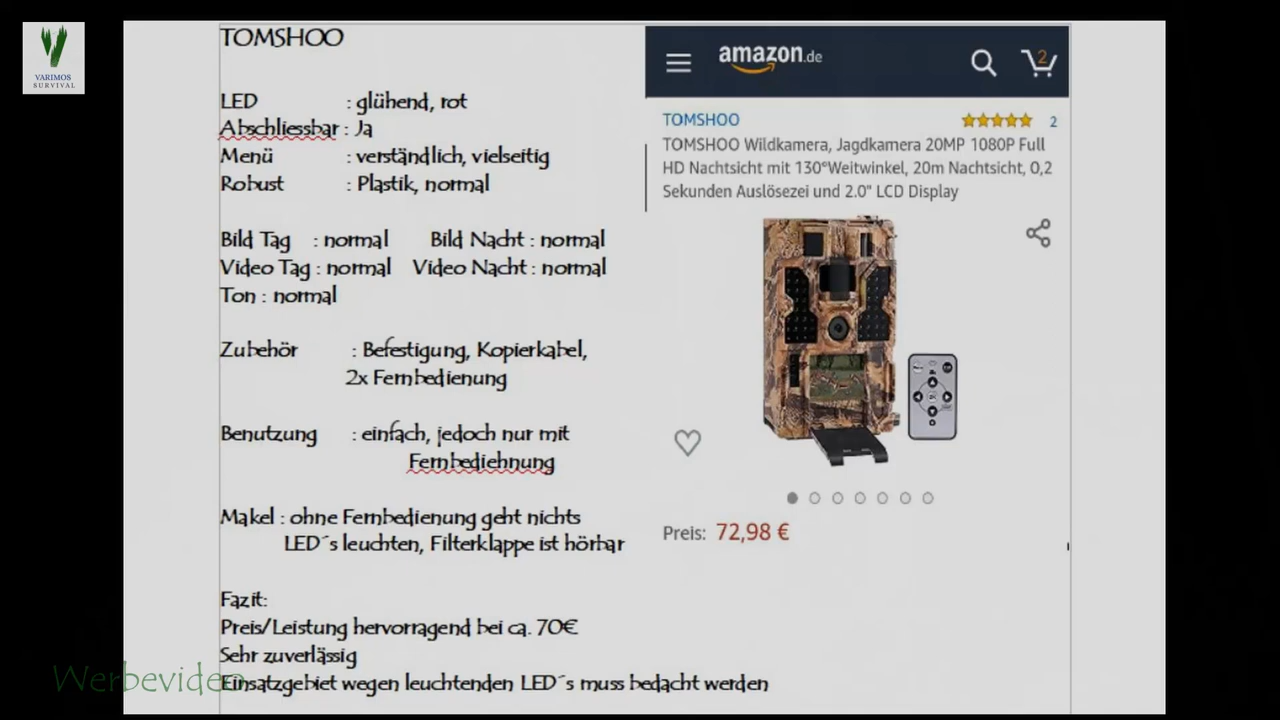 VARIMOS
SURVIVAL
TOMSHOO
LED : glühend, rot
Abschliessbar : Ja
Menü : verständlich, vielseitig
Robust : Plastik, normal
Bild Tag : normal Bild Nacht : normal
Video Tag : normal Video Nacht : normal
Ton : normal
Zubehör : Befestigung, Kopierkabel,
2x Fernbedienung
Benutzung : einfach, jedoch nur mit
Fernbediehnung
Makel : ohne Fernbedienung geht nichts
LED´s leuchten, Filterklappe ist hörbar
Fazit:
Preis/Leistung hervorragend bei ca. 70€
Sehr zuverlässig
Einsatzgebiet wegen leuchtenden LED´s muss bedacht werden
Werbevideo
amazon.de
2
TOMSHOO 2
TOMSHOO Wildkamera, Jagdkamera 20MP 1080P Full
HD Nachtsicht mit 130°Weitwinkel, 20m Nachtsicht, 0,2
Sekunden Auslösezei und 2.0" LCD Display
Preis: 72,98 €